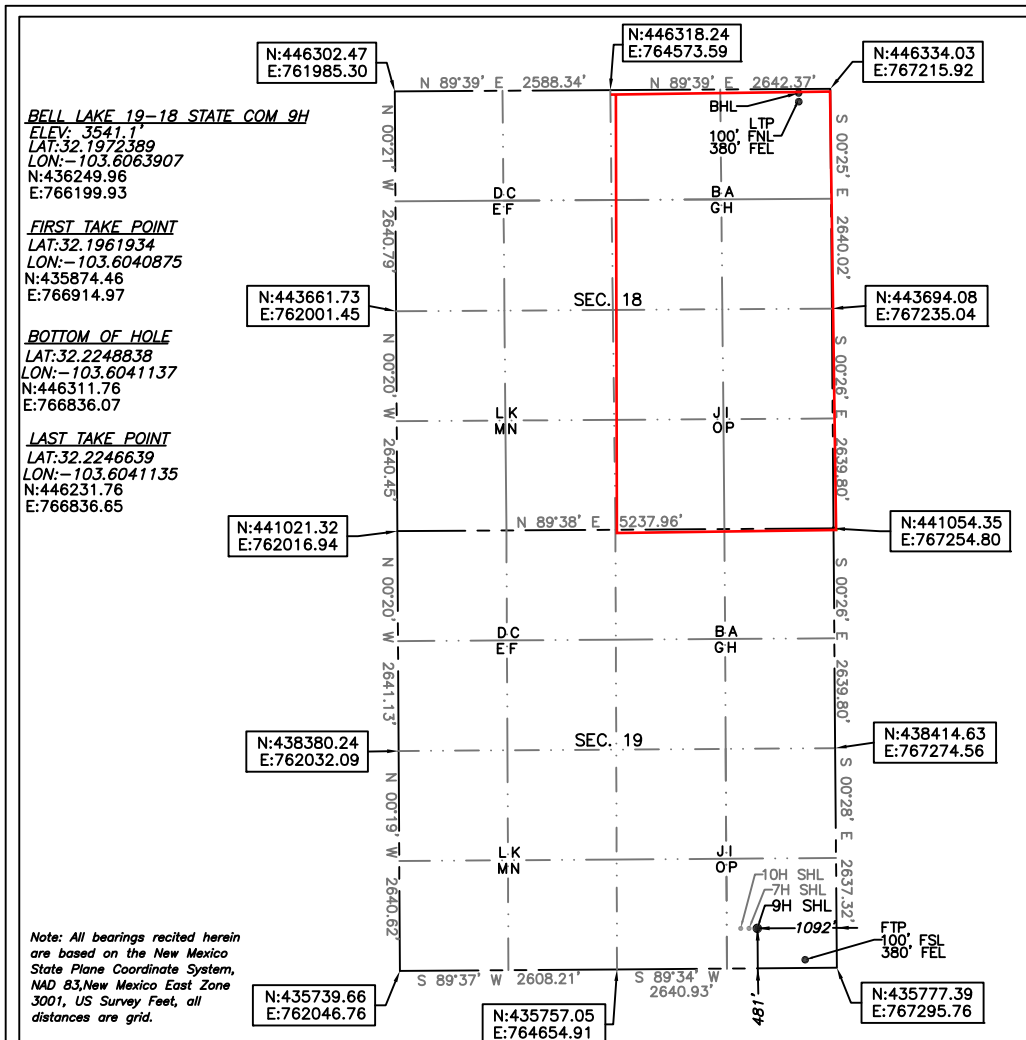 N:446302.47
E:761985.30
N:446318.24
E:764573.59
N:446334.03
E:767215.92
N 89°39' E 2588.34'
N 89°39' E 2642.37'
BELL LAKE 19-18 STATE COM 9H
ELEV: 3541.1'
LAT:32.1972389
LON:-103.6063907
N:436249.96
E:766199.93
FIRST TAKE POINT
LAT:32.1961934
LON:-103.6040875
N:435874.46
E:766914.97
BOTTOM OF HOLE
LAT:32.2248838
LON:-103.6041137
N:446311.76
E:766836.07
LAST TAKE POINT
LAT:32.2246639
LON:-103.6041135
N:446231.76
E:766836.65
BHL
LTP
100' FNL
380' FEL
N 00°21' W 2640.79'
S 00°25' E 2640.02'
D C
E F
B A
G H
SEC. 18
N:443661.73
E:762001.45
N:443694.08
E:767235.04
N 00°20' W 2640.45'
S 00°26' E 2639.80'
L K
M N
J I
O P
N 89°38' E 5237.96'
N:441021.32
E:762016.94
N:441054.35
E:767254.80
N 00°20' W 2641.13'
S 00°26' E 2639.80'
D C
E F
B A
G H
SEC. 19
N:438380.24
E:762032.09
N:438414.63
E:767274.56
N 00°19' W 2640.62'
S 00°28' E 2637.32'
L K
M N
J I
O P
10H SHL
7H SHL
9H SHL
1092'
FTP
100' FSL
380' FEL
481'
S 89°37' W 2608.21'
S 89°34' W
2640.93'
N:435739.66
E:762046.76
N:435757.05
E:764654.91
N:435777.39
E:767295.76
Note: All bearings recited herein
are based on the New Mexico
State Plane Coordinate System,
NAD 83,New Mexico East Zone
3001, US Survey Feet, all
distances are grid.